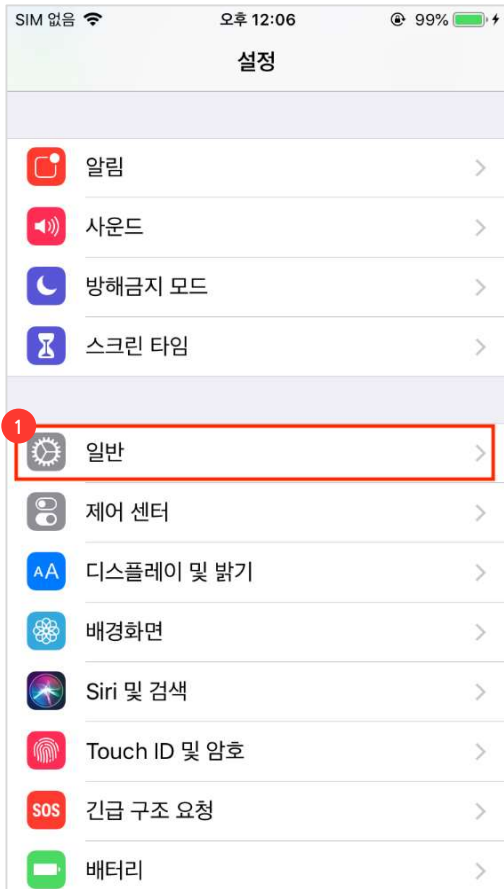 SIM 없음 오후 12:06 99%
설정
알림
사운드
방해금지 모드
스크린 타임
1
일반
제어 센터
AA 디스플레이 및 밝기
배경화면
Siri 및 검색
Touch ID 및 암호
SOS 긴급 구조 요청
배터리